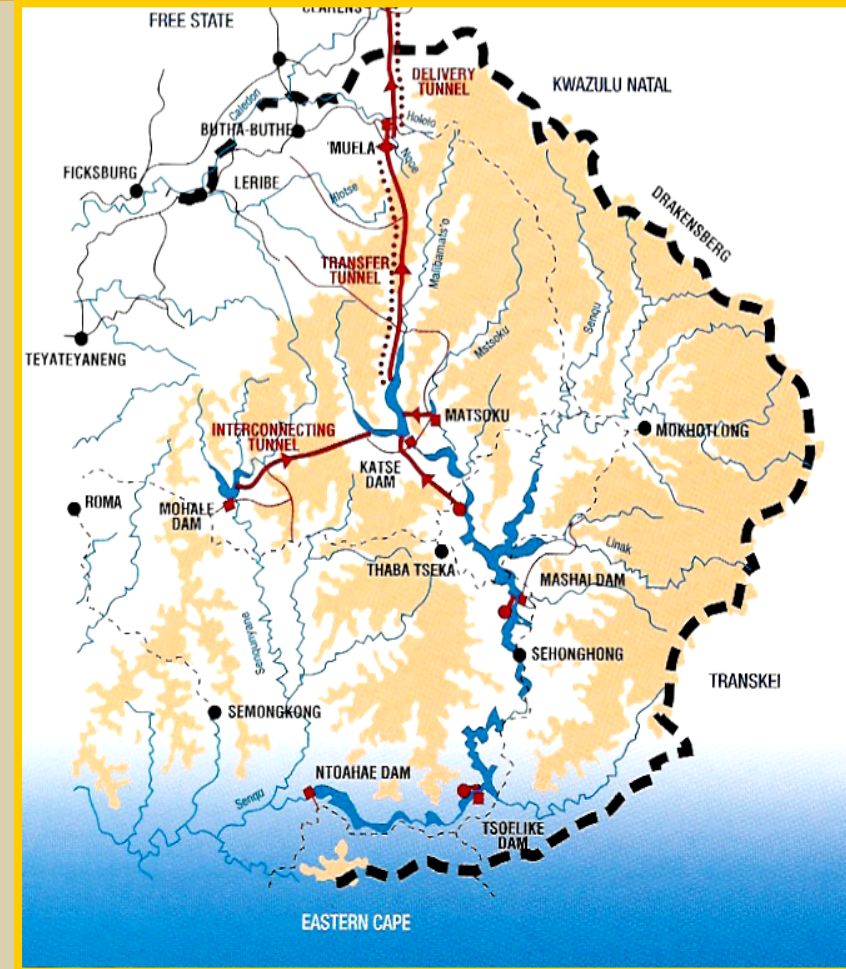 CLARENS
FREE STATE
DELIVERY
TUNNEL
KWAZULU NATAL
Caledon
Hololo
BUTHA-BUTHE
'MUELA
Nqoe
FICKSBURG
LERIBE
Hlotse
DRAKENSBERG
Malibamats'o
TRANSFER
TUNNEL
Senqu
Mstsoku
TEYATEYANENG
MATSOKU
INTERCONNECTING
TUNNEL
MOKHOTLONG
KATSE
DAM
ROMA
MOHALE
DAM
Linak
THABA TSEKA
MASHAI DAM
Senqunyane
SEHONGHONG
TRANSKEI
SEMONGKONG
NTOAHAE DAM
Senqu
TSOELIKE
DAM
EASTERN CAPE